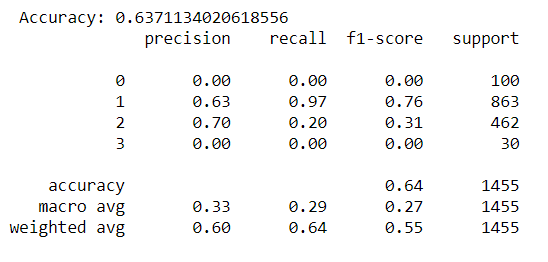 Accuracy: 0.6371134020618556
precision recall f1-score support
0 0.00 0.00 0.00 100
1 0.63 0.97 0.76 863
2 0.70 0.20 0.31 462
3 0.00 0.00 0.00 30
accuracy 0.64 1455
macro avg 0.33 0.29 0.27 1455
weighted avg 0.60 0.64 0.55 1455